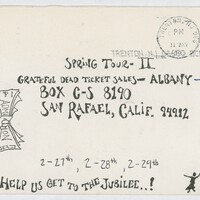 PM
TRENTON, N.J.
SPRING TOUR - II
GRATEFUL DEAD TICKET SALES - ALBANY -
BOX C-S 8190
SAN RAFAEL, CALIF. 94912
2-27th, 2-28th, 2-29th
HELP US GET TO THE JUBILEE..!